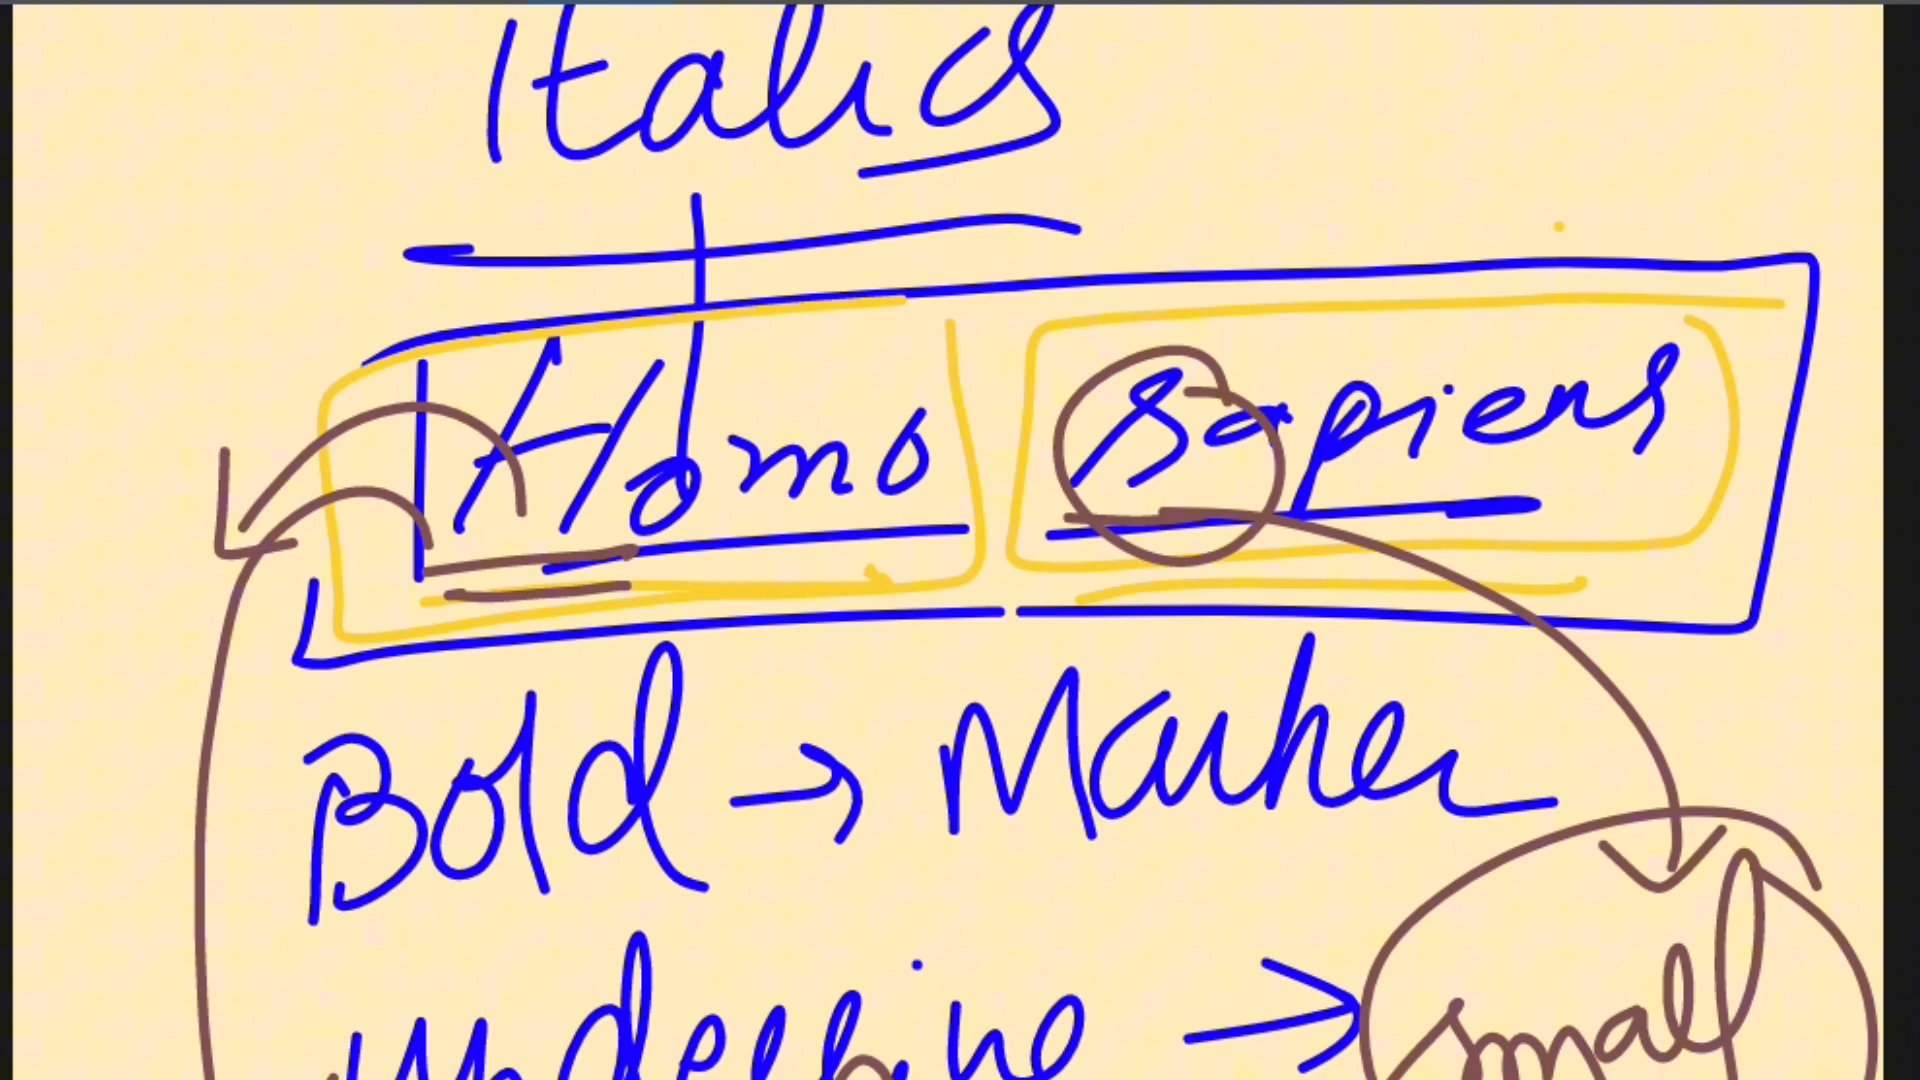 Italics
Homo Sapiens
Bold → Marker
underline → small